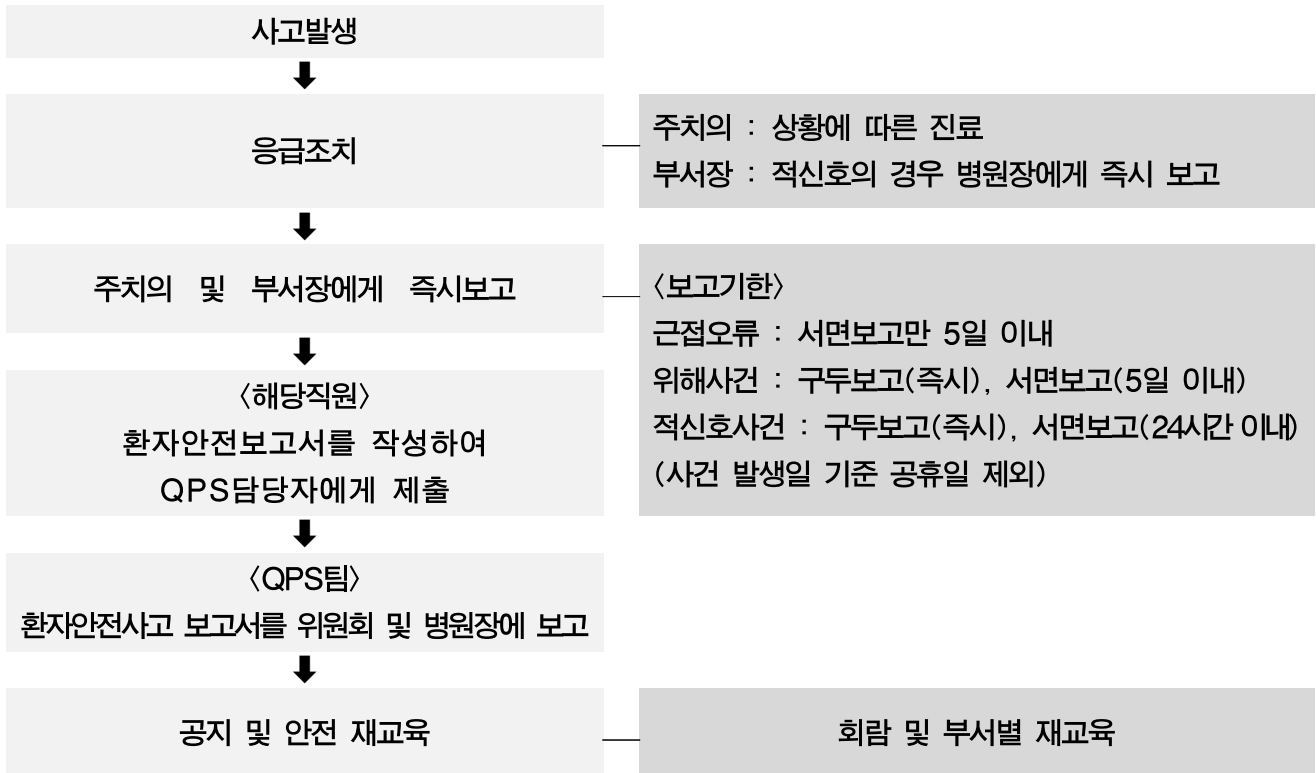 사고발생
응급조치
주치의 : 상황에 따른 진료
부서장 : 적신호의 경우 병원장에게 즉시 보고
주치의 및 부서장에게 즉시보고
〈보고기한〉
근접오류 : 서면보고만 5일 이내
위해사건 : 구두보고(즉시), 서면보고(5일 이내)
적신호사건 : 구두보고(즉시), 서면보고(24시간 이내)
(사건 발생일 기준 공휴일 제외)
〈해당직원〉
환자안전보고서를 작성하여
QPS담당자에게 제출
〈QPS팀〉
환자안전사고 보고서를 위원회 및 병원장에 보고
공지 및 안전 재교육
회람 및 부서별 재교육